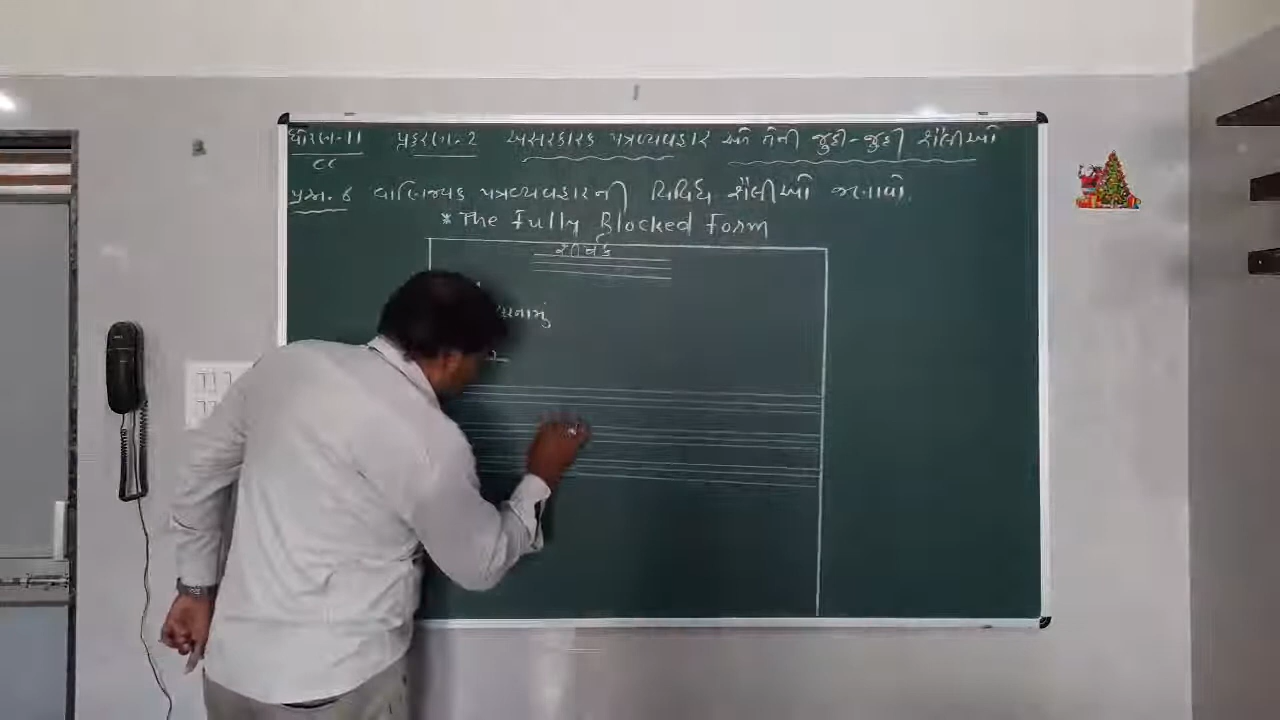 ધોરણ-11 પ્રકરણ-2 અસરકારક પત્રવ્યવહાર અને તેની જુદી-જુદી શૈલીઓ
CC
પ્રશ્ન. 6 વાણિજ્યક પત્રવ્યવહારની વિવિધ શૈલીઓ જણાવો.
* The Fully Blocked Form
શીર્ષક